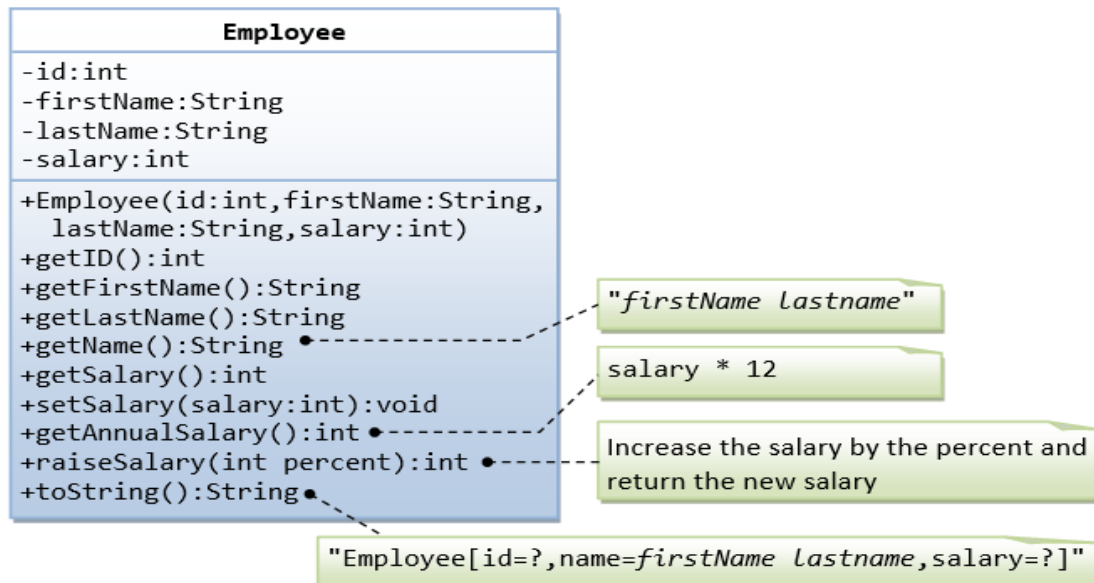 Employee
-id:int
-firstName:String
-lastName:String
-salary:int
+Employee(id:int,firstName:String,
lastName:String,salary:int)
+getID():int
+getFirstName():String
+getLastName():String
+getName():String
+getSalary():int
+setSalary(salary:int):void
+getAnnualSalary():int
+raiseSalary(int percent):int
+toString():String
"firstName lastname"
salary * 12
Increase the salary by the percent and
return the new salary
"Employee[id=?,name=firstName lastname,salary=?]"